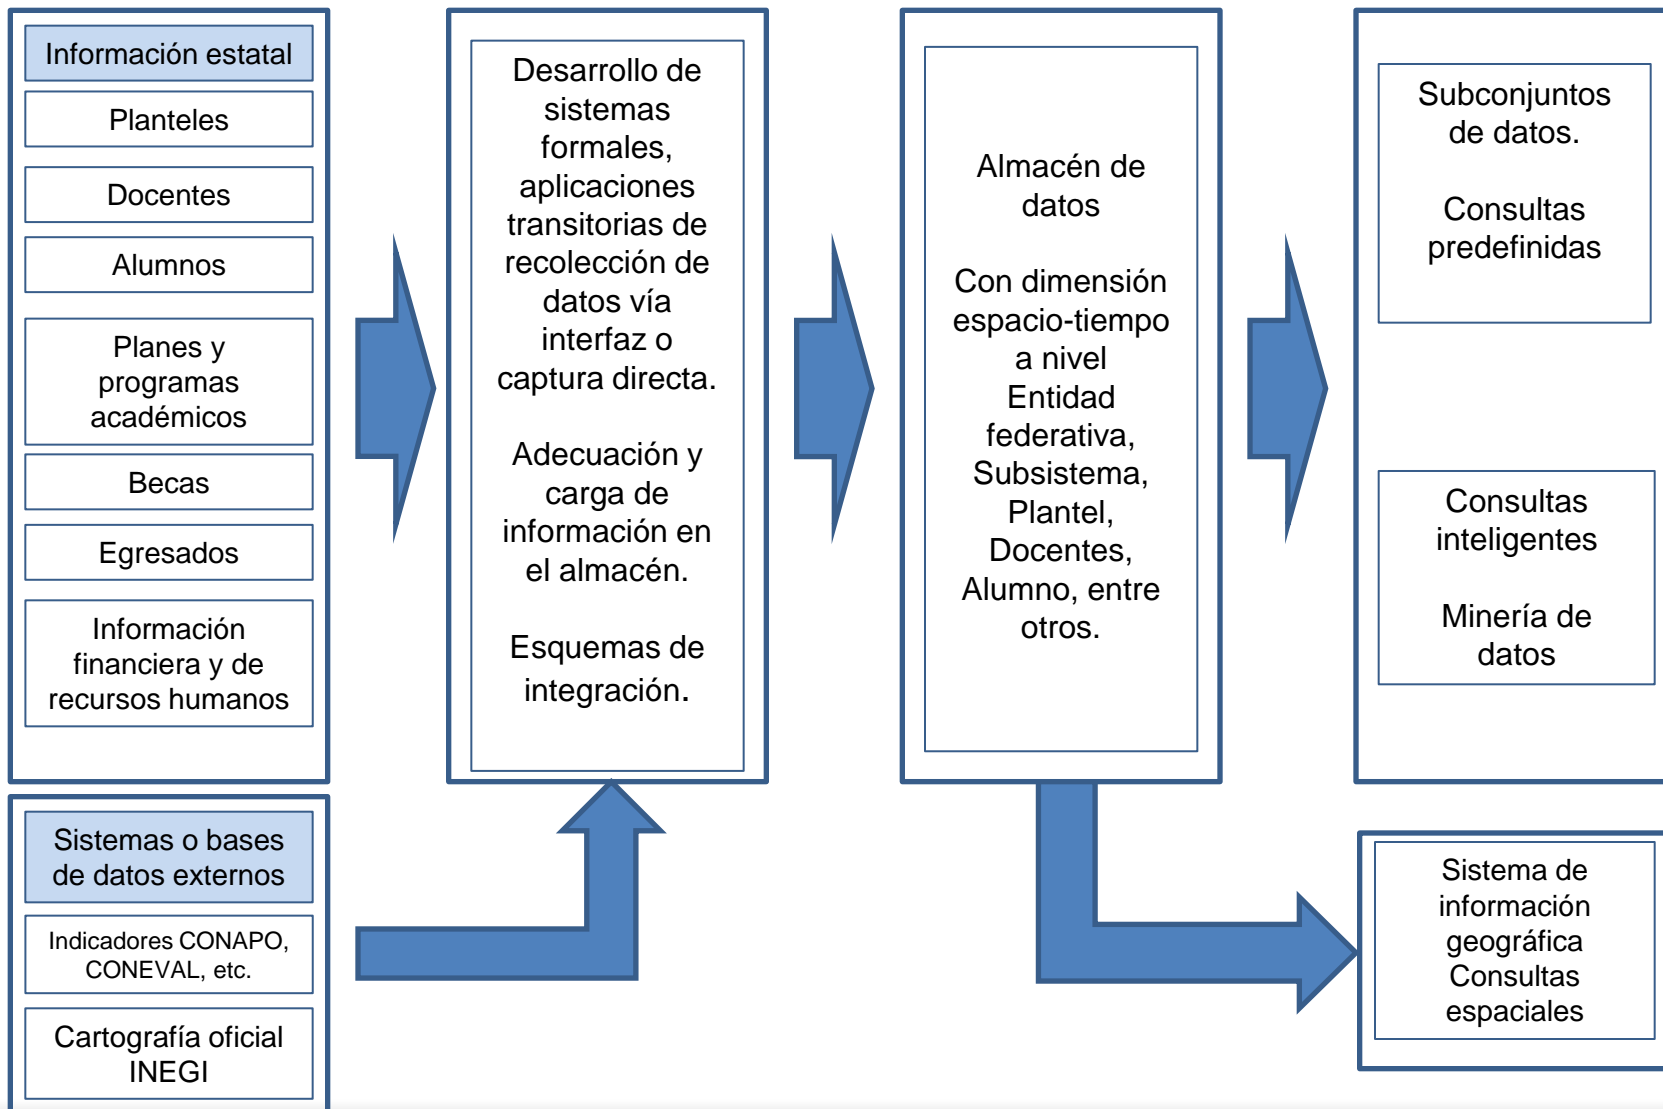 Información estatal
Planteles
Docentes
Alumnos
Planes y
programas
académicos
Becas
Egresados
Información
financiera y de
recursos humanos
Sistemas o bases
de datos externos
Indicadores CONAPO,
CONEVAL, etc.
Cartografía oficial
INEGI
Desarrollo de
sistemas
formales,
aplicaciones
transitorias de
recolección de
datos vía
interfaz o
captura directa.
Adecuación y
carga de
información en
el almacén.
Esquemas de
integración.
Almacén de
datos
Con dimensión
espacio-tiempo
a nivel
Entidad
federativa,
Subsistema,
Plantel,
Docentes,
Alumno, entre
otros.
Subconjuntos
de datos.
Consultas
predefinidas
Consultas
inteligentes
Minería de
datos
Sistema de
información
geográfica
Consultas
espaciales